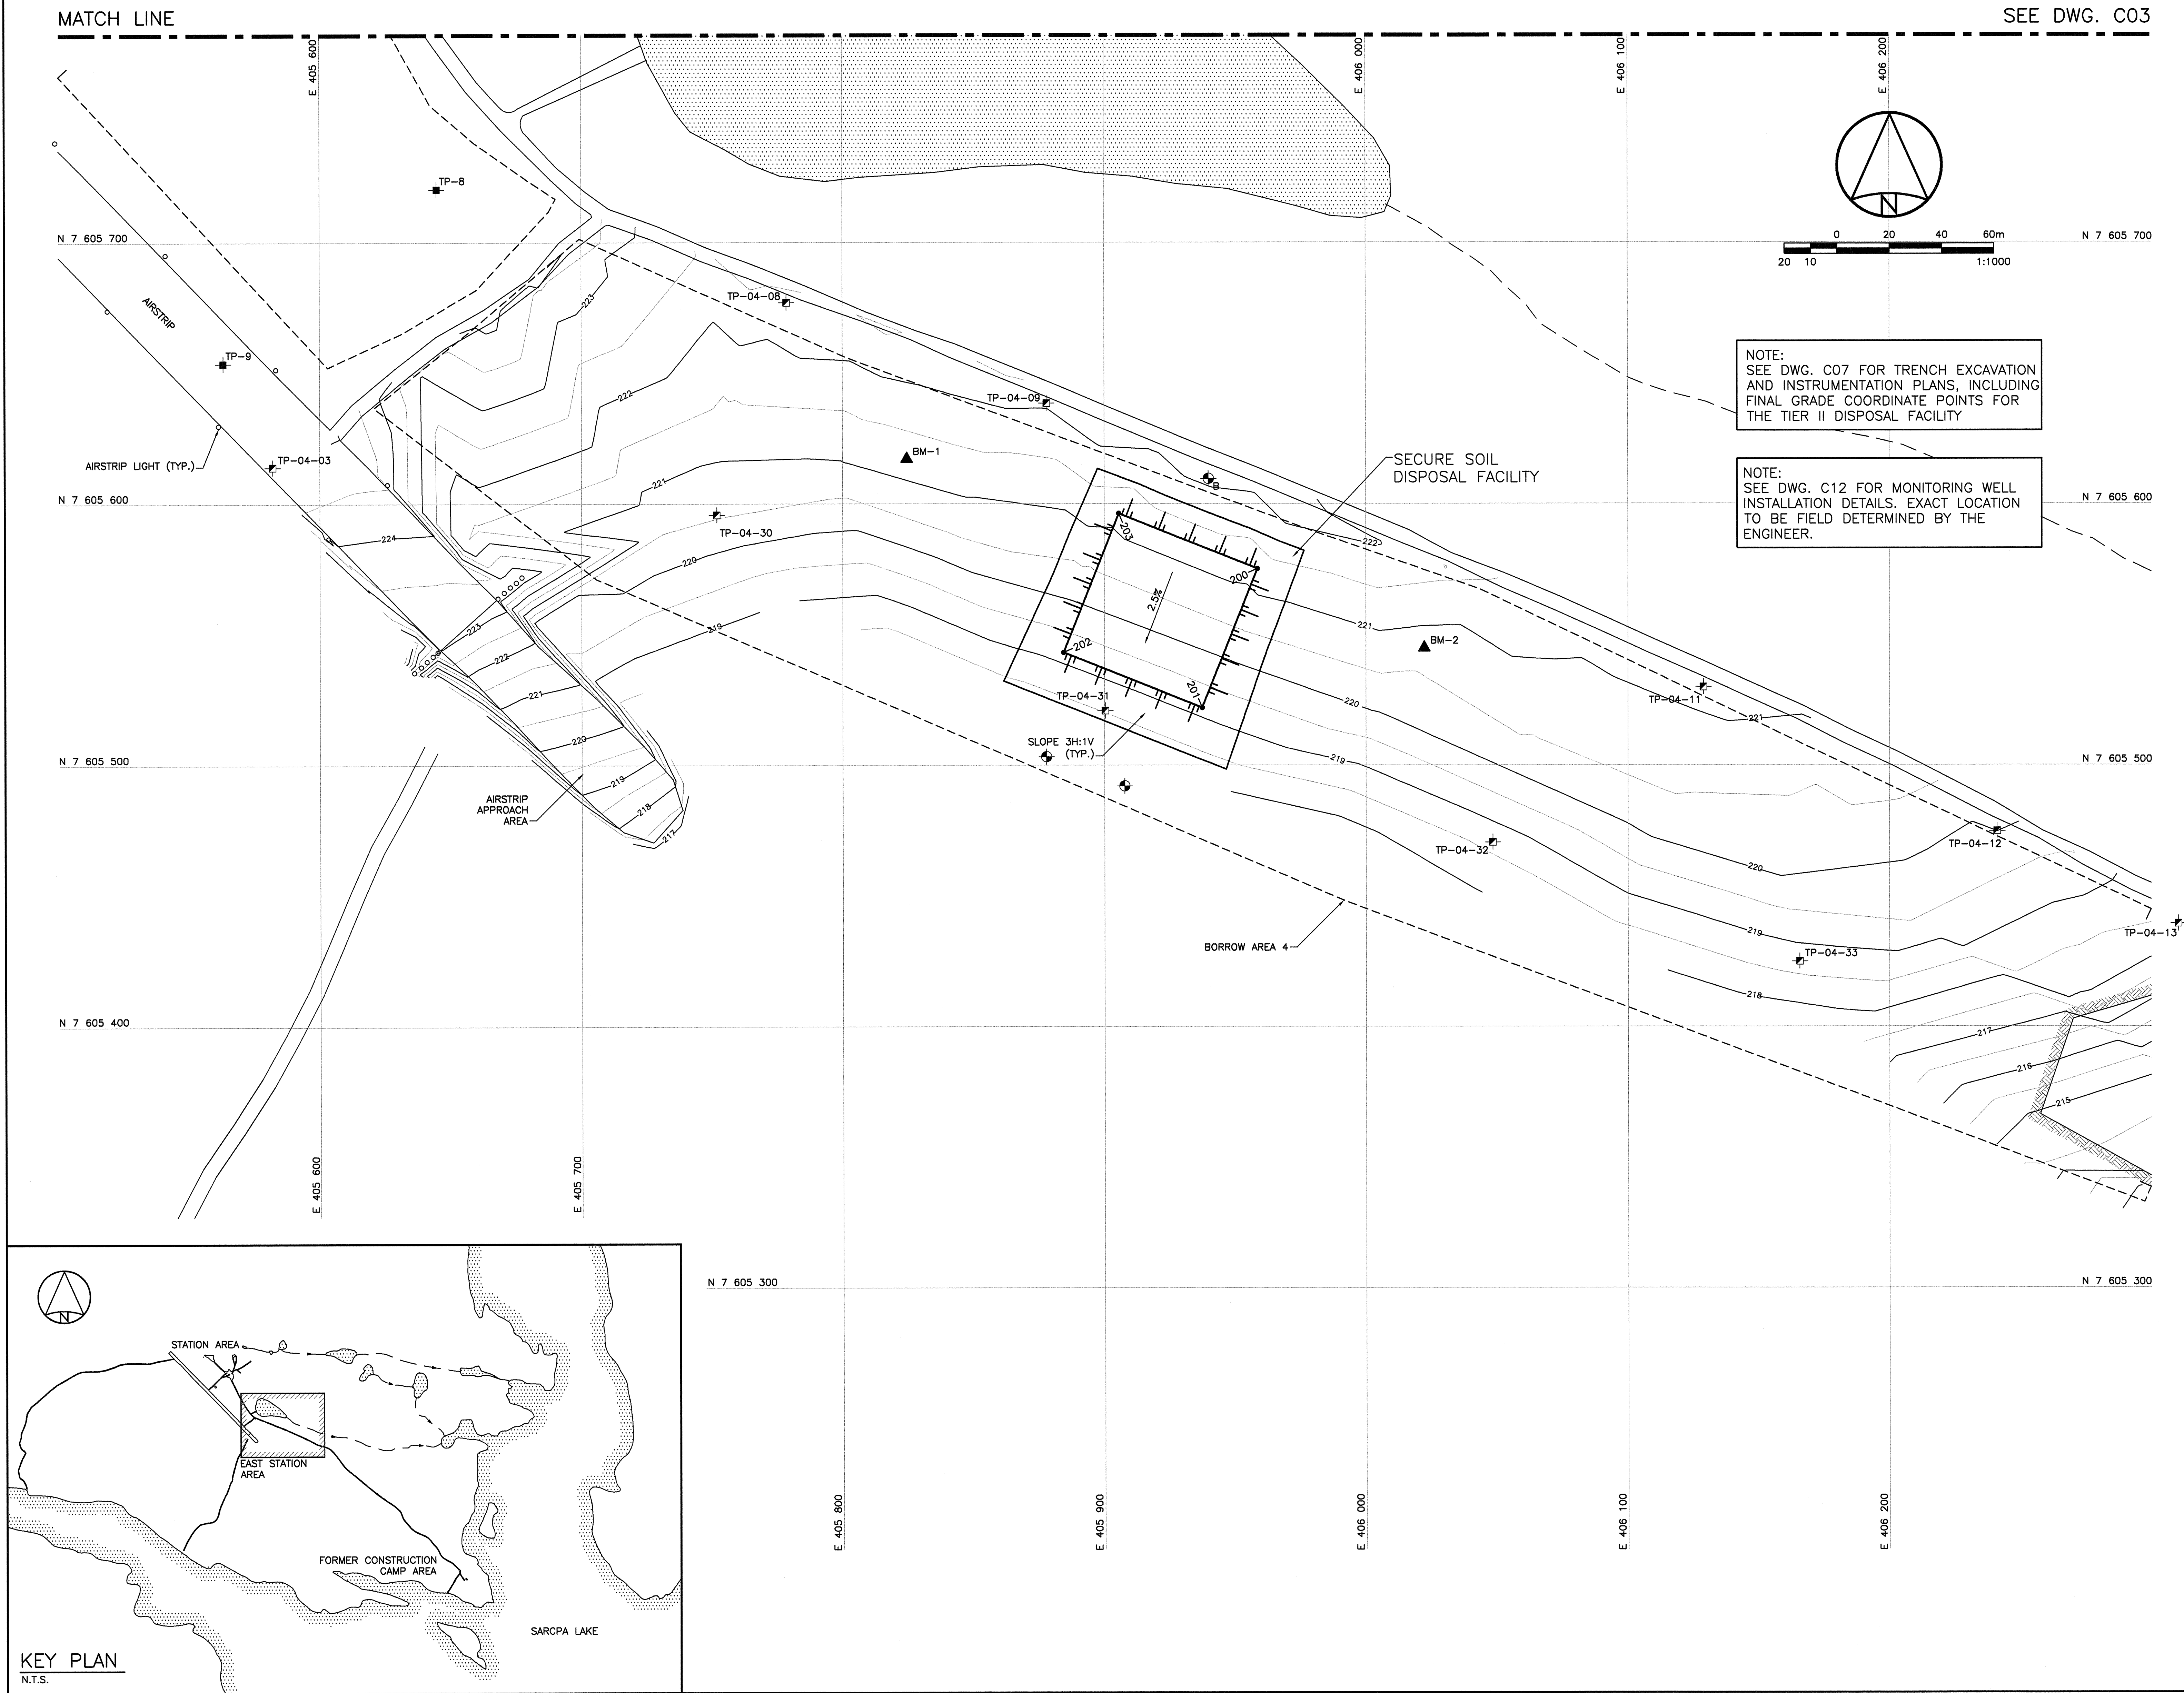 MATCH LINE
SEE DWG. C03
E 405 600
E 406 000
E 406 100
E 406 200
TP-8
N 7 605 700
0 20 40 60m
20 10
1:1000
N 7 605 700
AIRSTRIP
223
TP-04-08
NOTE:
SEE DWG. C07 FOR TRENCH EXCAVATION
AND INSTRUMENTATION PLANS, INCLUDING
FINAL GRADE COORDINATE POINTS FOR
THE TIER II DISPOSAL FACILITY
TP-9
222
TP-04-09
BM-1
SECURE SOIL
DISPOSAL FACILITY
AIRSTRIP LIGHT (TYP.)
TP-04-03
221
B
NOTE:
SEE DWG. C12 FOR MONITORING WELL
INSTALLATION DETAILS. EXACT LOCATION
TO BE FIELD DETERMINED BY THE
ENGINEER.
N 7 605 600
N 7 605 600
TP-04-30
203
224
222
220
200
2.5%
219
223
221
BM-2
202
222
221
TP-04-31
201
220
TP-04-11
221
220
SLOPE 3H:1V
(TYP.)
N 7 605 500
219
N 7 605 500
219
AIRSTRIP
APPROACH
AREA
218
217
TP-04-32
TP-04-12
220
BORROW AREA 4
219
TP-04-13
TP-04-33
218
N 7 605 400
217
216
215
E 405 600
E 405 700
N 7 605 300
N 7 605 300
N
STATION AREA
EAST STATION
AREA
FORMER CONSTRUCTION
CAMP AREA
SARCPA LAKE
KEY PLAN
N.T.S.
E 405 800
E 405 900
E 406 000
E 406 100
E 406 200
N